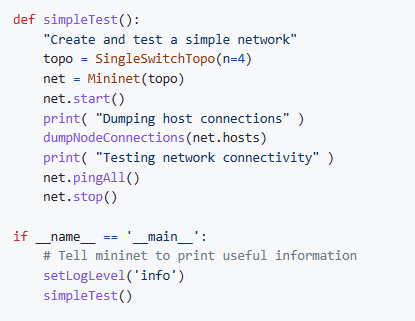 def simpleTest():
    "Create and test a simple network"
    topo = SingleSwitchTopo(n=4)
    net = Mininet(topo)
    net.start()
    print( "Dumping host connections" )
    dumpNodeConnections(net.hosts)
    print( "Testing network connectivity" )
    net.pingAll()
    net.stop()

if __name__ == '__main__':
    # Tell mininet to print useful information
    setLogLevel('info')
    simpleTest()